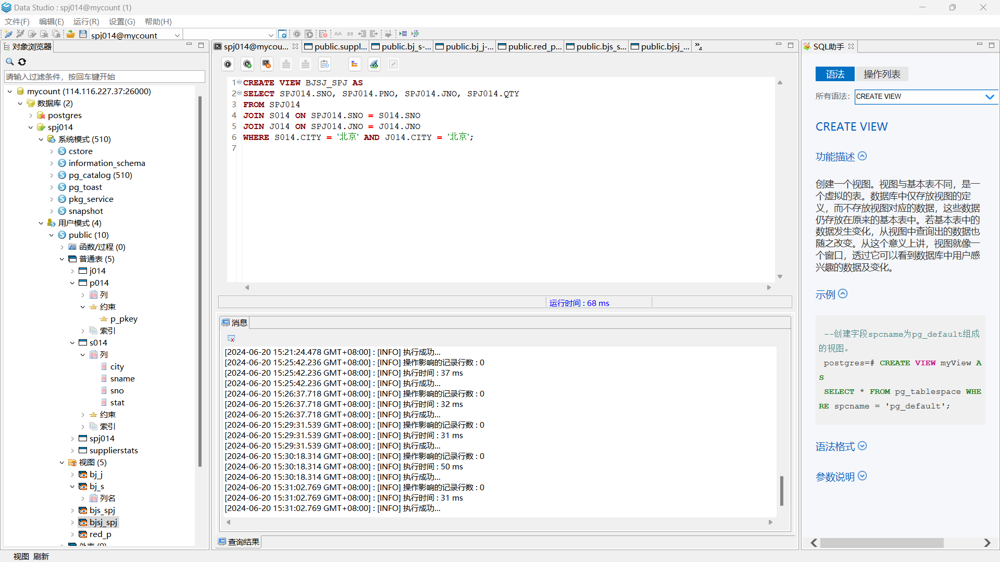 Data Studio : spj014@mycount (1)
文件(F) 编辑(E) 运行(R) 设置(G) 帮助(H)
spj014@mycount
AA aa
对象浏览器
请输入过滤条件，按回车键开始
mycount (114.116.227.37:26000)
数据库 (2)
postgres
spj014
系统模式 (510)
cstore
information_schema
pg_catalog (510)
pg_toast
pkg_service
snapshot
用户模式 (4)
public (10)
函数/过程 (0)
普通表 (5)
j014
p014
列
约束
p_pkey
索引
s014
列
city
sname
sno
stat
约束
索引
spj014
supplierstats
视图 (5)
bj_j
bj_s
列名
bjs_spj
bjsj_spj
red_p
外表 (0)
视图 刷新
spj014@mycou... public.suppl... public.bj_s-... public.bj_j-... public.red_p... public.bjs_s... public.bjsj_... »4
1 CREATE VIEW BJSJ_SPJ AS
2 SELECT SPJ014.SNO, SPJ014.PNO, SPJ014.JNO, SPJ014.QTY
3 FROM SPJ014
4 JOIN S014 ON SPJ014.SNO = S014.SNO
5 JOIN J014 ON SPJ014.JNO = J014.JNO
6 WHERE S014.CITY = '北京' AND J014.CITY = '北京';
7
运行时间 : 68 ms
消息
[2024-06-20 15:21:24.478 GMT+08:00] : [INFO] 执行成功...
[2024-06-20 15:25:42.236 GMT+08:00] : [INFO] 操作影响的记录行数 : 0
[2024-06-20 15:25:42.236 GMT+08:00] : [INFO] 执行时间 : 37 ms
[2024-06-20 15:25:42.236 GMT+08:00] : [INFO] 执行成功...
[2024-06-20 15:26:37.718 GMT+08:00] : [INFO] 操作影响的记录行数 : 0
[2024-06-20 15:26:37.718 GMT+08:00] : [INFO] 执行时间 : 32 ms
[2024-06-20 15:26:37.718 GMT+08:00] : [INFO] 执行成功...
[2024-06-20 15:29:31.539 GMT+08:00] : [INFO] 操作影响的记录行数 : 0
[2024-06-20 15:29:31.539 GMT+08:00] : [INFO] 执行时间 : 31 ms
[2024-06-20 15:29:31.539 GMT+08:00] : [INFO] 执行成功...
[2024-06-20 15:30:18.314 GMT+08:00] : [INFO] 操作影响的记录行数 : 0
[2024-06-20 15:30:18.314 GMT+08:00] : [INFO] 执行时间 : 50 ms
[2024-06-20 15:30:18.314 GMT+08:00] : [INFO] 执行成功...
[2024-06-20 15:31:02.769 GMT+08:00] : [INFO] 操作影响的记录行数 : 0
[2024-06-20 15:31:02.769 GMT+08:00] : [INFO] 执行时间 : 31 ms
[2024-06-20 15:31:02.769 GMT+08:00] : [INFO] 执行成功...
查询结果
SQL助手
语法 操作列表
所有语法: CREATE VIEW
CREATE VIEW
功能描述
创建一个视图。视图与基本表不同，是一
个虚拟的表。数据库中仅存放视图的定
义，而不存放视图对应的数据，这些数据
仍存放在原来的基本表中。若基本表中的
数据发生变化，从视图中查询出的数据也
随之改变。从这个意义上讲，视图就像一
个窗口，透过它可以看到数据库中用户感
兴趣的数据及变化。
示例
--创建字段spcname为pg_default组成
的视图。
postgres=# CREATE VIEW myView A
S
SELECT * FROM pg_tablespace WHE
RE spcname = 'pg_default';
语法格式
参数说明